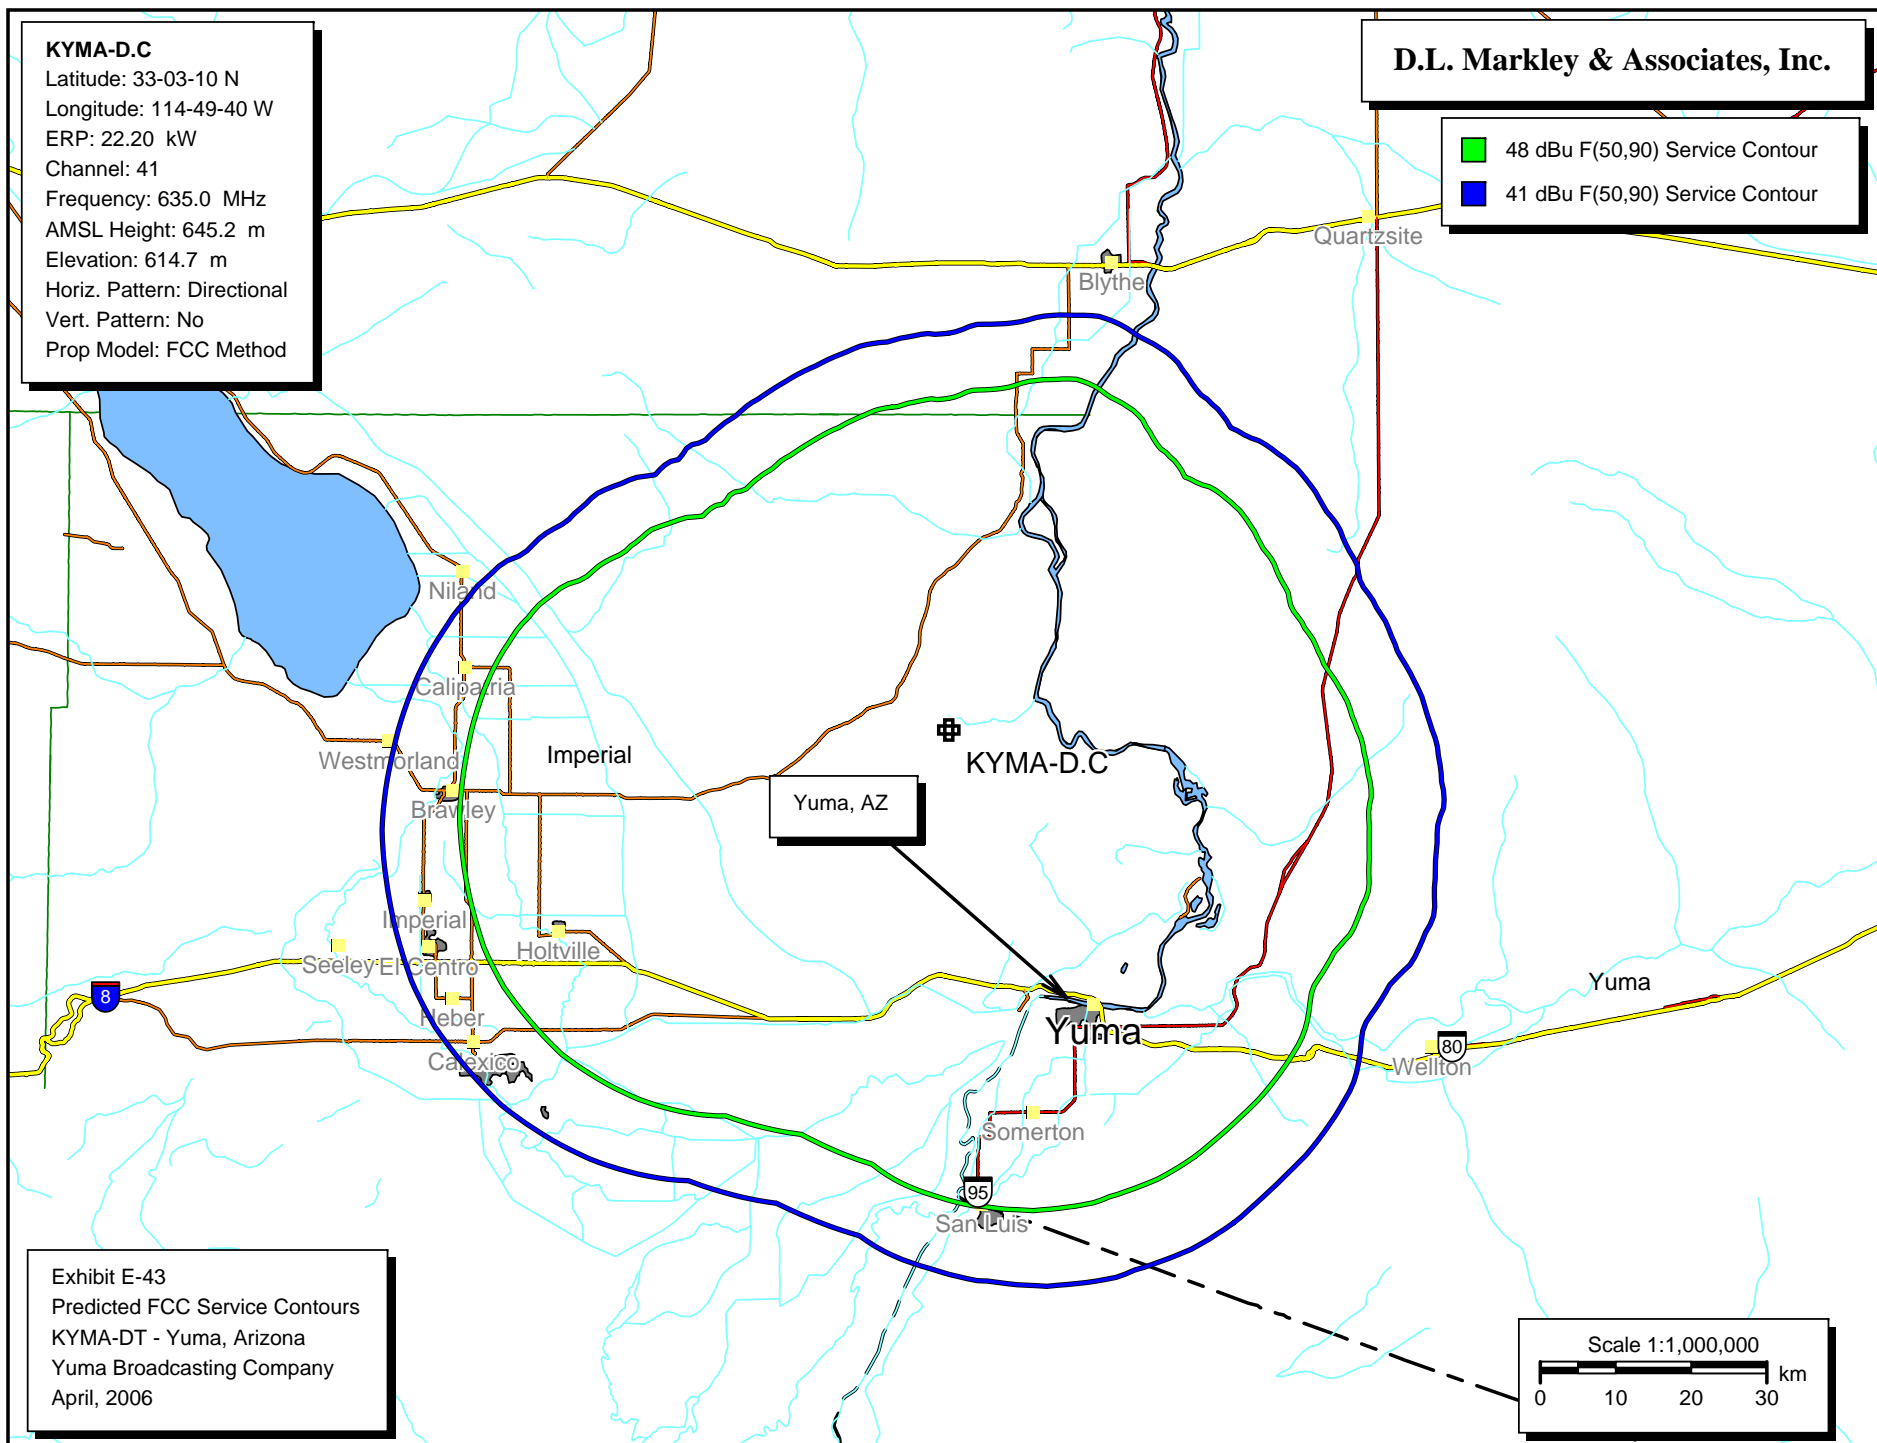 KYMA-D.C
Latitude: 33-03-10 N
Longitude: 114-49-40 W
ERP: 22.20 kW
Channel: 41
Frequency: 635.0 MHz
AMSL Height: 645.2 m
Elevation: 614.7 m
Horiz. Pattern: Directional
Vert. Pattern: No
Prop Model: FCC Method
D.L. Markley & Associates, Inc.
48 dBu F(50,90) Service Contour
41 dBu F(50,90) Service Contour
Quartzsite
Blythe
Niland
Calipatria
Westmorland
Imperial
KYMA-D.C
Brawley
Yuma, AZ
Imperial
Holtville
Seeley
El Centro
8
Yuma
Heber
Yuma
80
Calexico
Wellton
Somerton
95
San Luis
Exhibit E-43
Predicted FCC Service Contours
KYMA-DT - Yuma, Arizona
Yuma Broadcasting Company
April, 2006
Scale 1:1,000,000
km
0 10 20 30